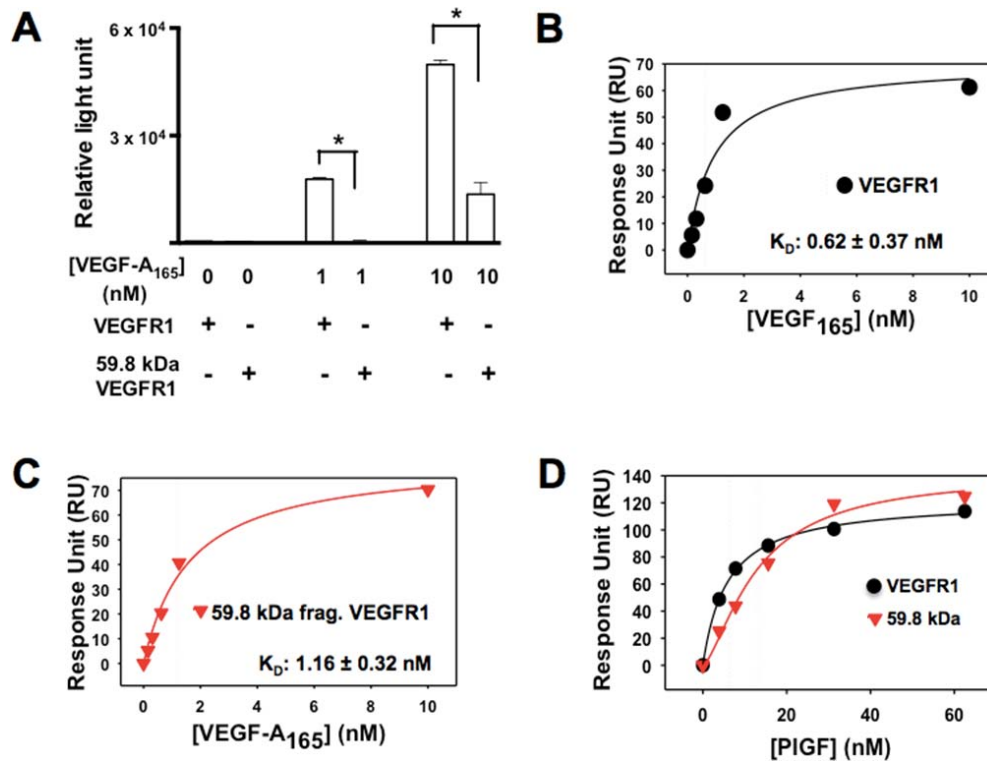 A
Relative light unit
6 x 10⁴
3 x 10⁴
*
*
[VEGF-A₁₆₅]
(nM)
0 0 1 1 10 10
VEGFR1 + - + - + -
59.8 kDa
VEGFR1 - + - + - +
B
Response Unit (RU)
70
60
50
40
30
20
10
0
VEGFR1
K_D: 0.62 ± 0.37 nM
0 2 4 6 8 10
[VEGF₁₆₅] (nM)
C
Response Unit (RU)
70
60
50
40
30
20
10
0
59.8 kDa frag. VEGFR1
K_D: 1.16 ± 0.32 nM
0 2 4 6 8 10
[VEGF-A₁₆₅] (nM)
D
Response Unit (RU)
140
120
100
80
60
40
20
0
VEGFR1
59.8 kDa
0 20 40 60
[PlGF] (nM)